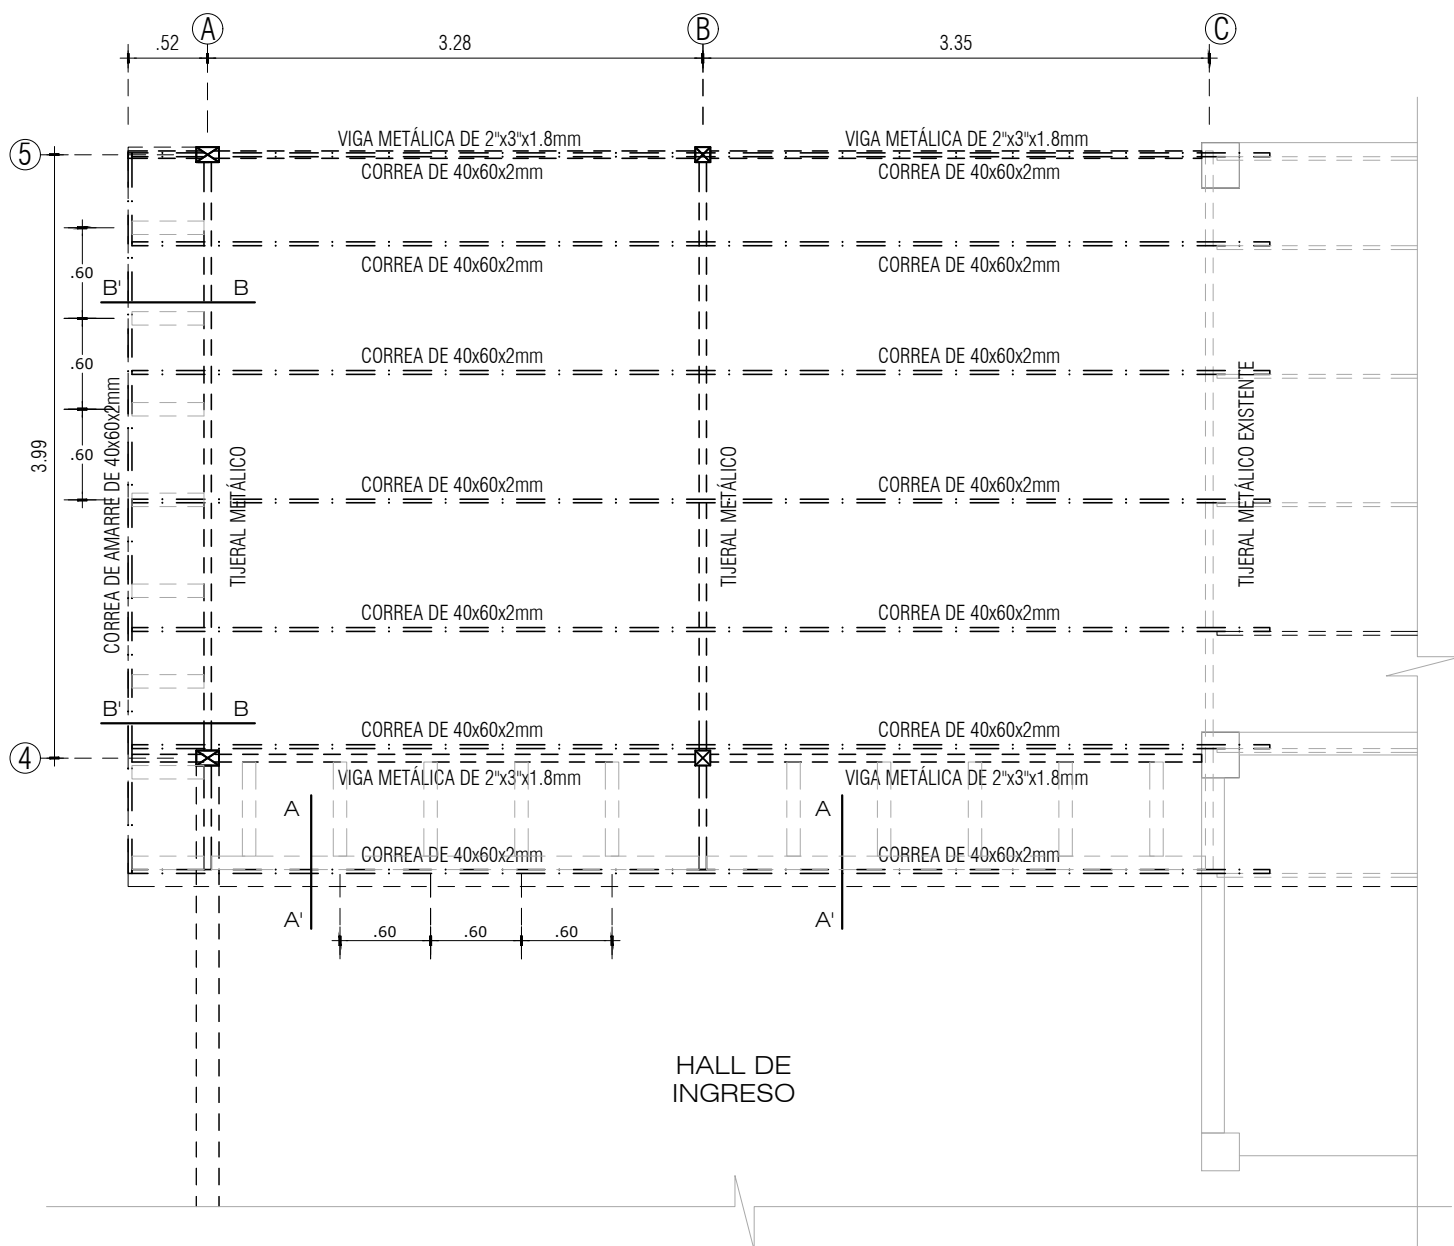 A B C
.52 3.28 3.35
VIGA METÁLICA DE 2"x3"x1.8mm VIGA METÁLICA DE 2"x3"x1.8mm
5
CORREA DE 40x60x2mm CORREA DE 40x60x2mm
CORREA DE 40x60x2mm CORREA DE 40x60x2mm
.60
B' B
CORREA DE 40x60x2mm CORREA DE 40x60x2mm
.60
CORREA DE AMARRE DE 40x60x2mm
TIJERAL METÁLICO
TIJERAL METÁLICO
TIJERAL METÁLICO EXISTENTE
3.99
.60
CORREA DE 40x60x2mm CORREA DE 40x60x2mm
CORREA DE 40x60x2mm CORREA DE 40x60x2mm
B' B
CORREA DE 40x60x2mm CORREA DE 40x60x2mm
4
VIGA METÁLICA DE 2"x3"x1.8mm VIGA METÁLICA DE 2"x3"x1.8mm
A A
CORREA DE 40x60x2mm CORREA DE 40x60x2mm
A' A'
.60 .60 .60
HALL DE
INGRESO